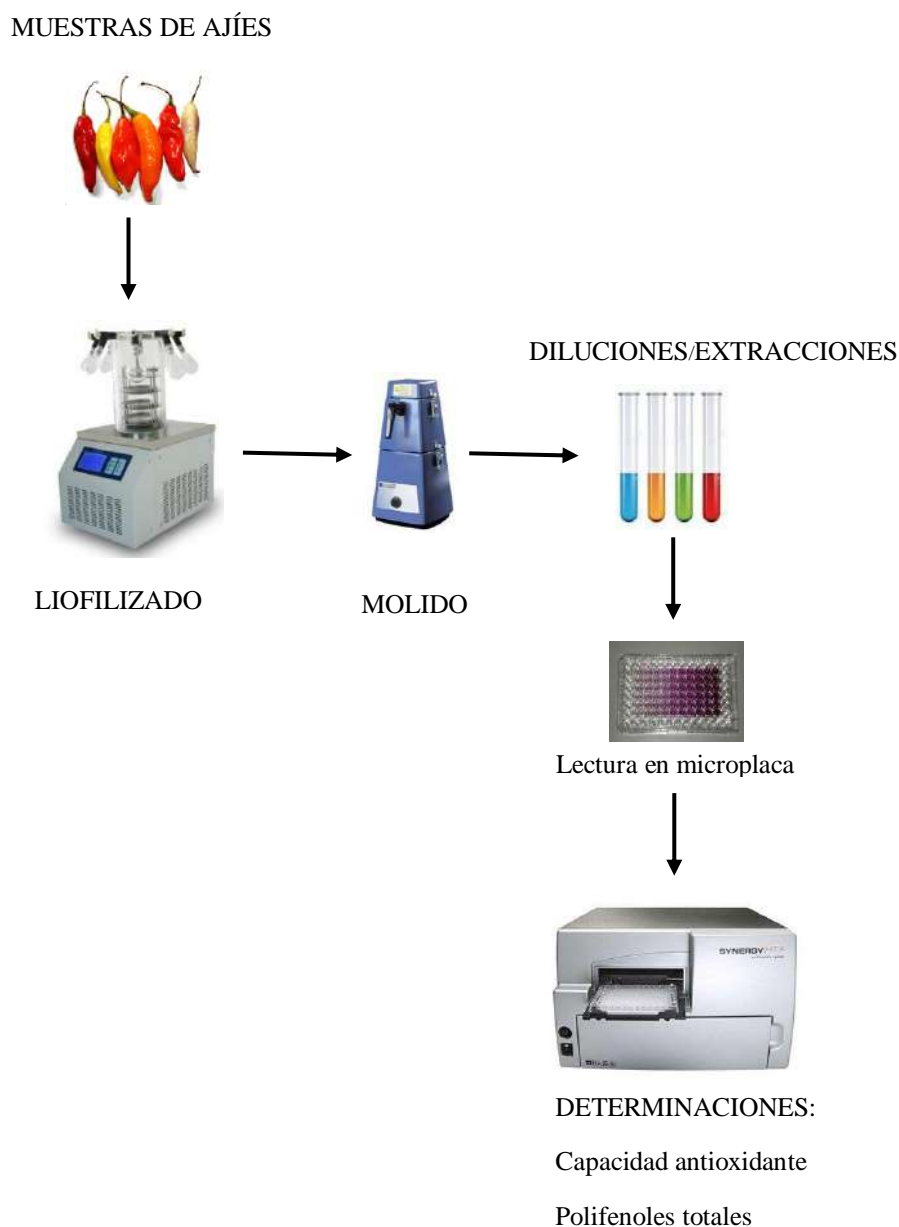 MUESTRAS DE AJÍES
DILUCIONES/EXTRACCIONES
LIOFILIZADO
MOLIDO
Lectura en microplaca
SYNERGY
DETERMINACIONES:
Capacidad antioxidante
Polifenoles totales